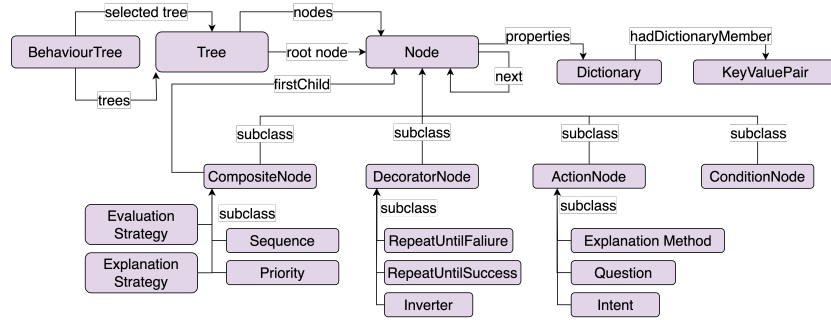 selected tree
nodes
properties
hadDictionaryMember
BehaviourTree
Tree
root node
Node
next
Dictionary
KeyValuePair
trees
firstChild
subclass
subclass
subclass
subclass
CompositeNode
DecoratorNode
ActionNode
ConditionNode
subclass
subclass
subclass
Evaluation
Strategy
Sequence
RepeatUntilFaliure
Explanation Method
Explanation
Strategy
Priority
RepeatUntilSuccess
Question
Inverter
Intent